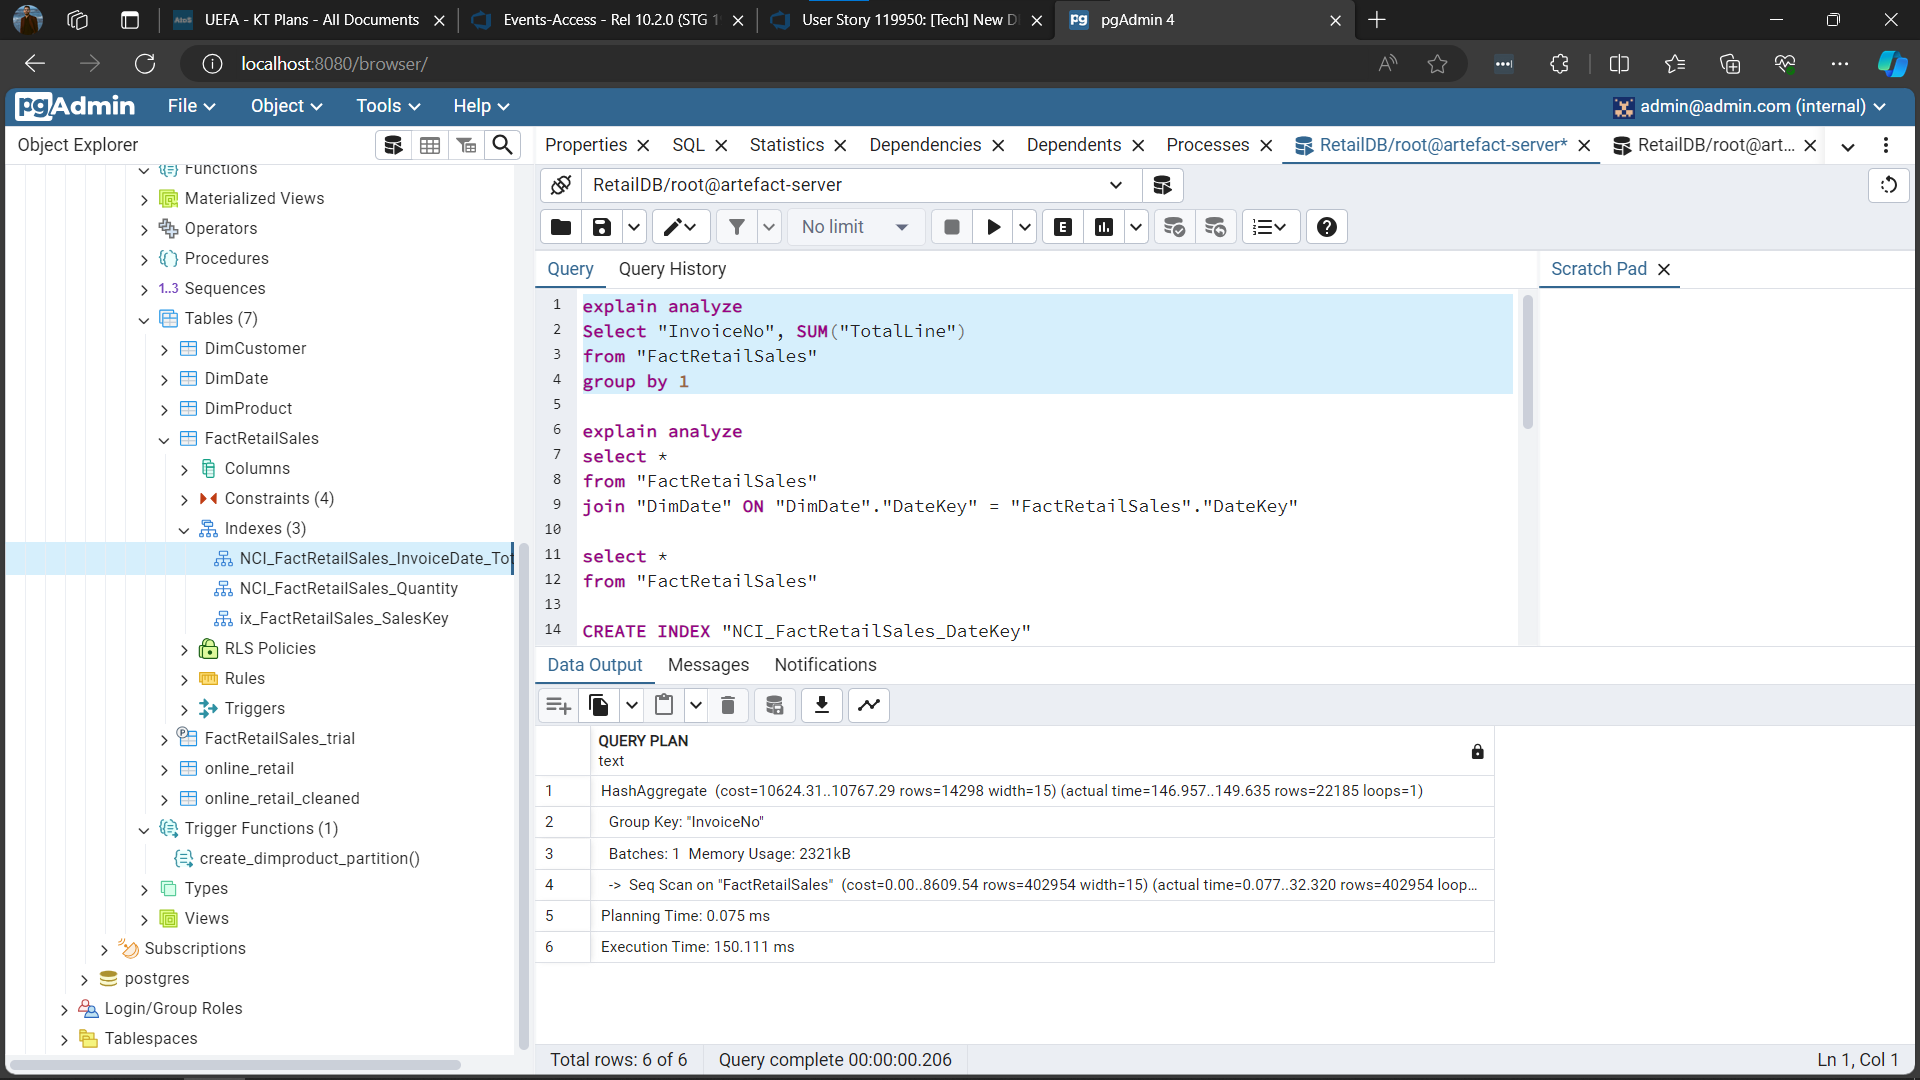 UEFA - KT Plans - All Documents
Events-Access - Rel 10.2.0 (STG 1
User Story 119950: [Tech] New D
pgAdmin 4
localhost:8080/browser/
pgAdmin
File
Object
Tools
Help
admin@admin.com (internal)
Object Explorer
Properties
SQL
Statistics
Dependencies
Dependents
Processes
RetailDB/root@artefact-server*
RetailDB/root@art...
Functions
Materialized Views
Operators
Procedures
1..3 Sequences
Tables (7)
DimCustomer
DimDate
DimProduct
FactRetailSales
Columns
Constraints (4)
Indexes (3)
NCI_FactRetailSales_InvoiceDate_Tot
NCI_FactRetailSales_Quantity
ix_FactRetailSales_SalesKey
RLS Policies
Rules
Triggers
FactRetailSales_trial
online_retail
online_retail_cleaned
Trigger Functions (1)
create_dimproduct_partition()
Types
Views
Subscriptions
postgres
Login/Group Roles
Tablespaces
RetailDB/root@artefact-server
No limit
E
Query
Query History
Scratch Pad
1 explain analyze
2 Select "InvoiceNo", SUM("TotalLine")
3 from "FactRetailSales"
4 group by 1
5
6 explain analyze
7 select *
8 from "FactRetailSales"
9 join "DimDate" ON "DimDate"."DateKey" = "FactRetailSales"."DateKey"
10
11 select *
12 from "FactRetailSales"
13
14 CREATE INDEX "NCI_FactRetailSales_DateKey"
Data Output
Messages
Notifications
QUERY PLAN
text
1 HashAggregate (cost=10624.31..10767.29 rows=14298 width=15) (actual time=146.957..149.635 rows=22185 loops=1)
2 Group Key: "InvoiceNo"
3 Batches: 1 Memory Usage: 2321kB
4 -> Seq Scan on "FactRetailSales" (cost=0.00..8609.54 rows=402954 width=15) (actual time=0.077..32.320 rows=402954 loop...
5 Planning Time: 0.075 ms
6 Execution Time: 150.111 ms
Total rows: 6 of 6
Query complete 00:00:00.206
Ln 1, Col 1